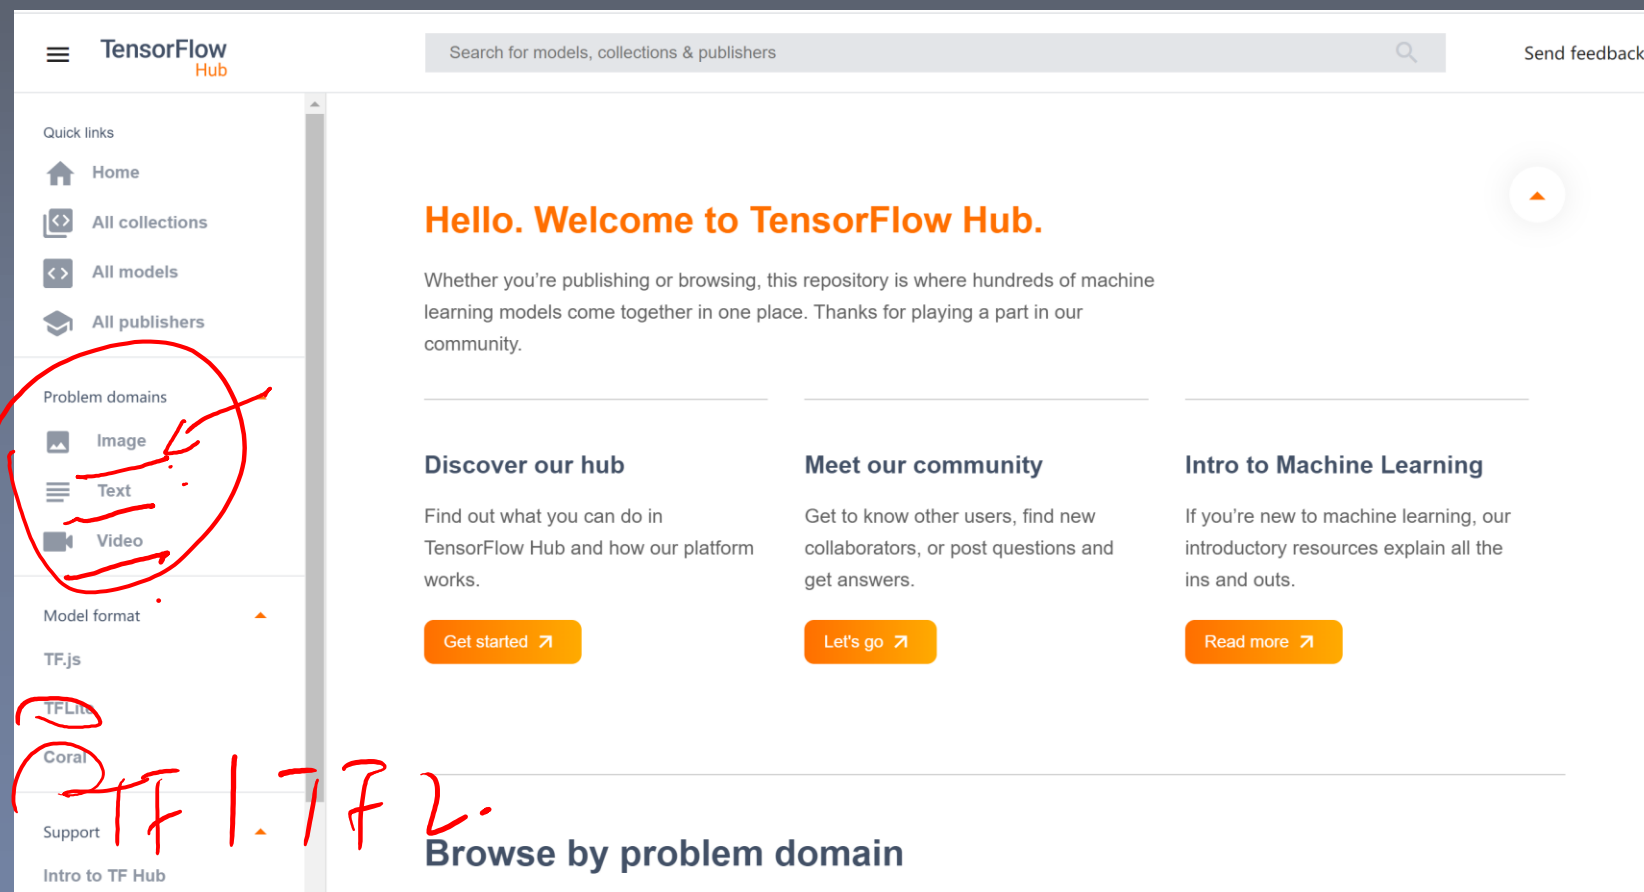 TensorFlow
Hub
Search for models, collections & publishers
Send feedback
Quick links
Home
All collections
All models
All publishers
Problem domains
Image
Text
Video
Model format
TF.js
TFLite
Coral
TF1. TF2.
Support
Intro to TF Hub
Hello. Welcome to TensorFlow Hub.
Whether you’re publishing or browsing, this repository is where hundreds of machine
learning models come together in one place. Thanks for playing a part in our
community.
Discover our hub
Find out what you can do in
TensorFlow Hub and how our platform
works.
Get started
Meet our community
Get to know other users, find new
collaborators, or post questions and
get answers.
Let's go
Intro to Machine Learning
If you’re new to machine learning, our
introductory resources explain all the
ins and outs.
Read more
Browse by problem domain